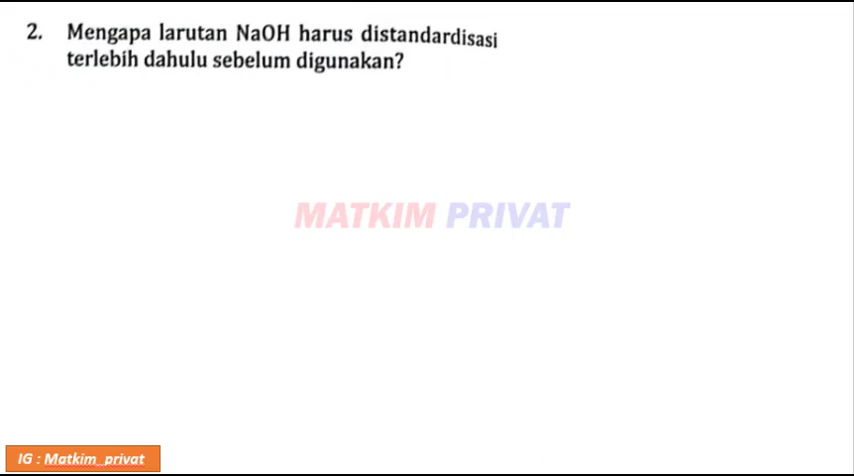 2. Mengapa larutan NaOH harus distandardisasi
terlebih dahulu sebelum digunakan?
MATKIM PRIVAT
IG : Matkim_privat